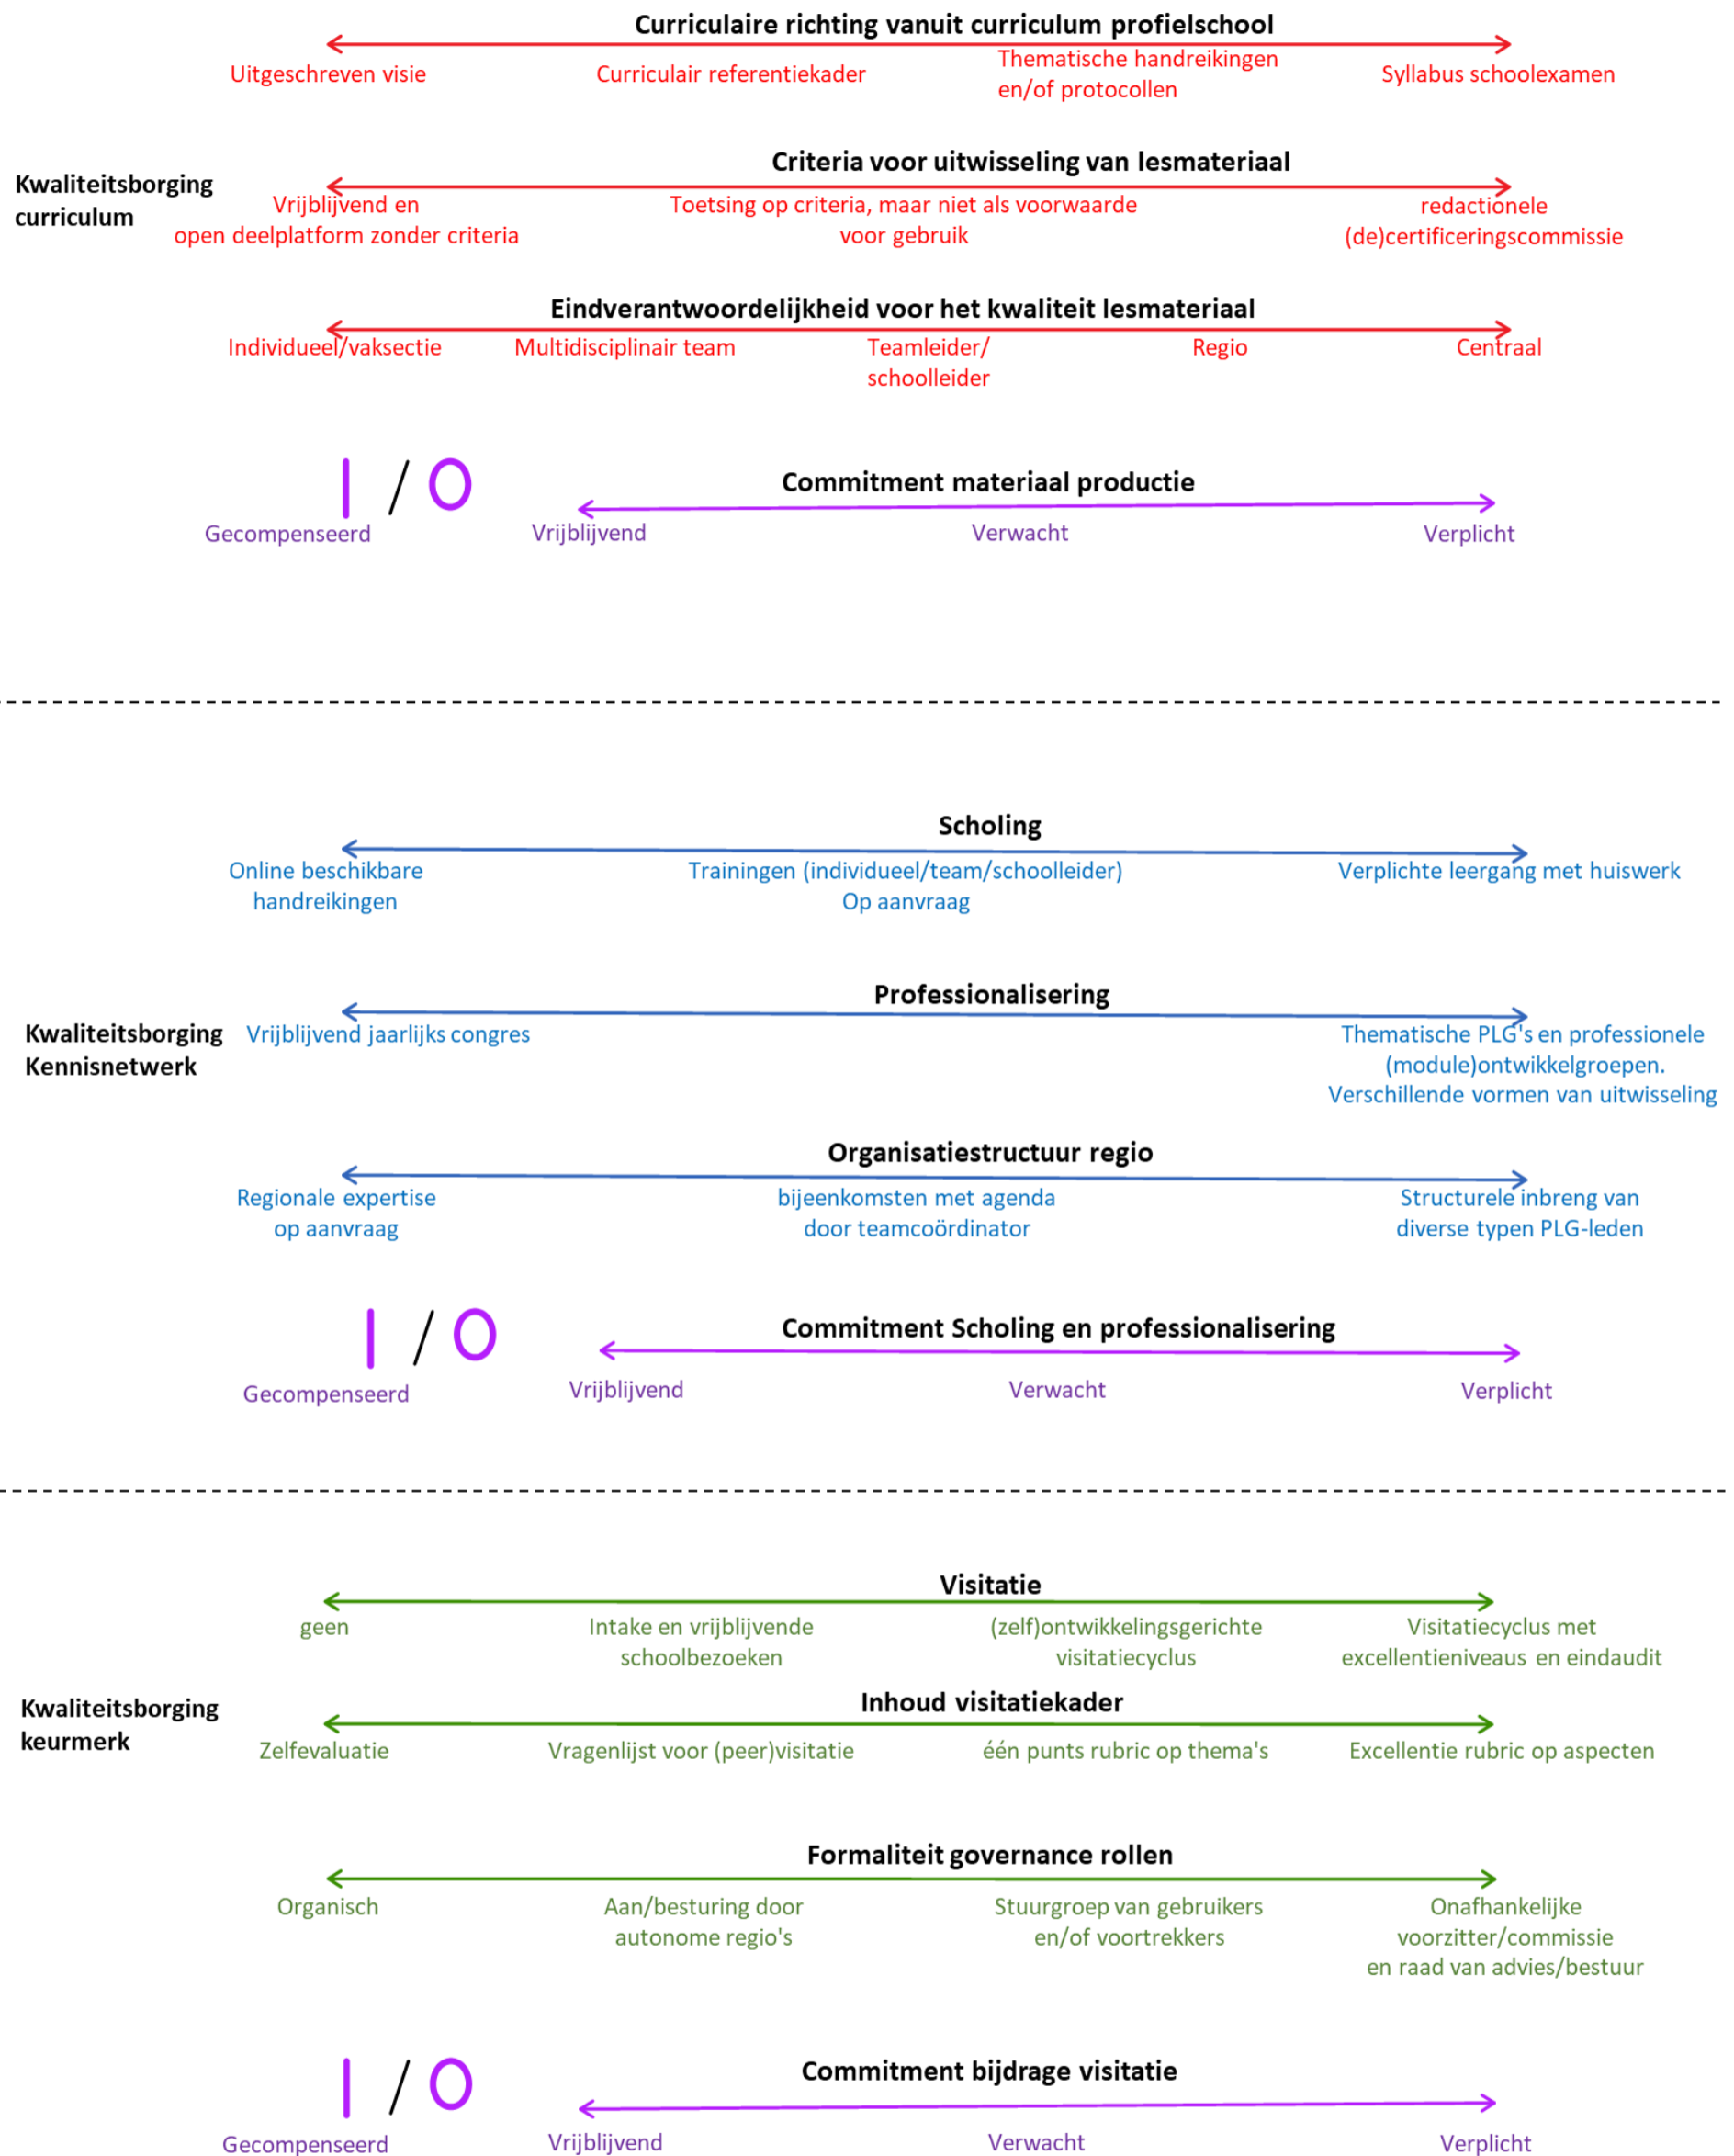 Curriculaire richting vanuit curriculum profielschool
Uitgeschreven visie
Curriculair referentiekader
Thematische handreikingen
en/of protocollen
Syllabus schoolexamen
Kwaliteitsborging
curriculum
Criteria voor uitwisseling van lesmateriaal
Vrijblijvend en
open deelplatform zonder criteria
Toetsing op criteria, maar niet als voorwaarde
voor gebruik
redactionele
(de)certificeringscommissie
Eindverantwoordelijkheid voor het kwaliteit lesmateriaal
Individueel/vaksectie
Multidisciplinair team
Teamleider/
schoolleider
Regio
Centraal
I / O
Gecompenseerd
Commitment materiaal productie
Vrijblijvend
Verwacht
Verplicht
Scholing
Online beschikbare
handreikingen
Trainingen (individueel/team/schoolleider)
Op aanvraag
Verplichte leergang met huiswerk
Kwaliteitsborging
Kennisnetwerk
Professionalisering
Vrijblijvend jaarlijks congres
Thematische PLG's en professionele
(module)ontwikkelgroepen.
Verschillende vormen van uitwisseling
Organisatiestructuur regio
Regionale expertise
op aanvraag
bijeenkomsten met agenda
door teamcoördinator
Structurele inbreng van
diverse typen PLG-leden
I / O
Gecompenseerd
Commitment Scholing en professionalisering
Vrijblijvend
Verwacht
Verplicht
Visitatie
geen
Intake en vrijblijvende
schoolbezoeken
(zelf)ontwikkelingsgerichte
visitatiecyclus
Visitatiecyclus met
excellentieniveaus en eindaudit
Kwaliteitsborging
keurmerk
Inhoud visitatiekader
Zelfevaluatie
Vragenlijst voor (peer)visitatie
één punts rubric op thema's
Excellentie rubric op aspecten
Formaliteit governance rollen
Organisch
Aan/besturing door
autonome regio's
Stuurgroep van gebruikers
en/of voortrekkers
Onafhankelijke
voorzitter/commissie
en raad van advies/bestuur
I / O
Gecompenseerd
Commitment bijdrage visitatie
Vrijblijvend
Verwacht
Verplicht